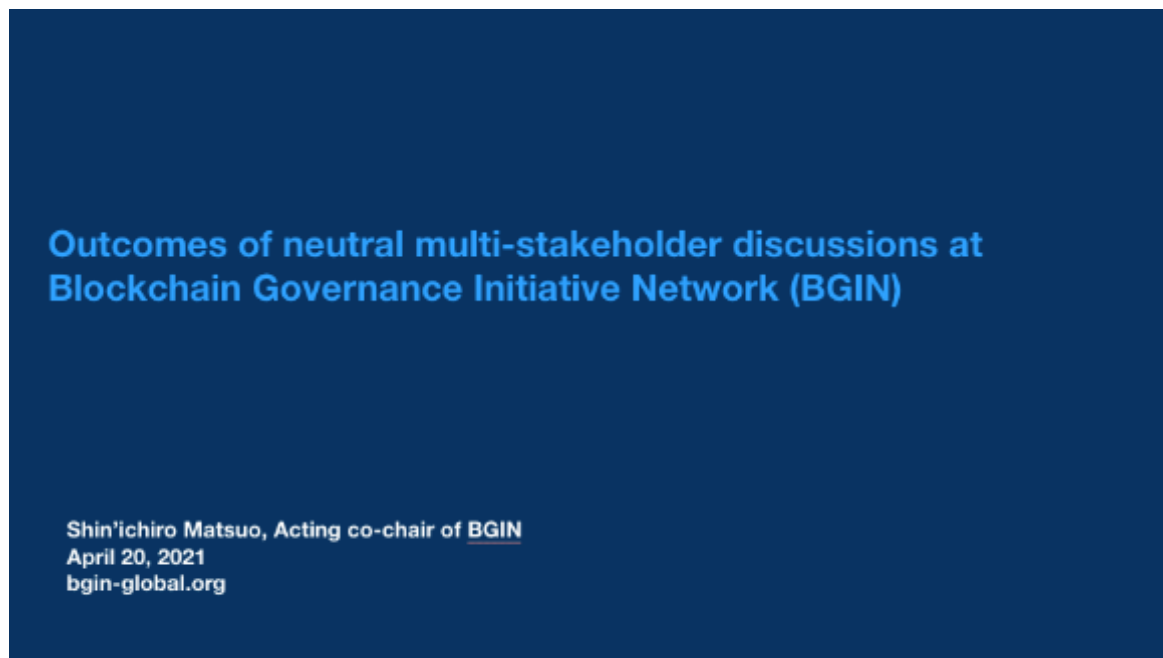 Outcomes of neutral multi-stakeholder discussions at
Blockchain Governance Initiative Network (BGIN)
Shin’ichiro Matsuo, Acting co-chair of BGIN
April 20, 2021
bgin-global.org